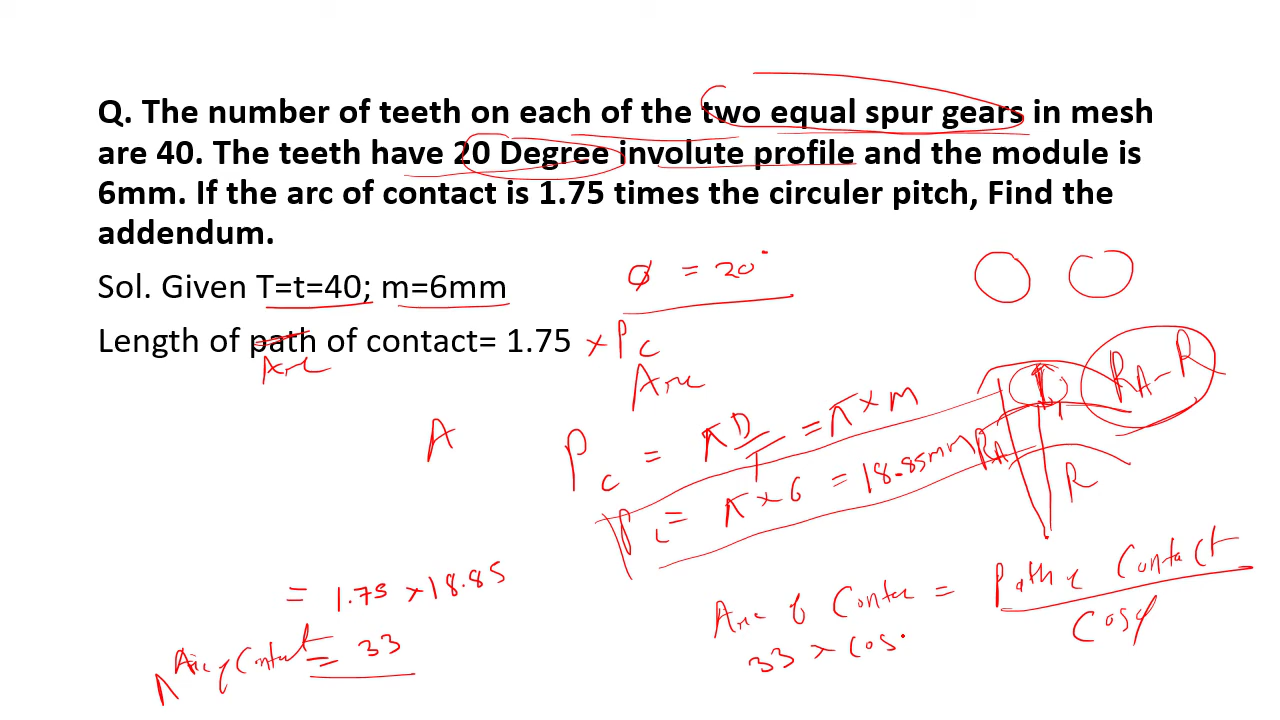 Q. The number of teeth on each of the two equal spur gears in mesh
are 40. The teeth have 20 Degree involute profile and the module is
6mm. If the arc of contact is 1.75 times the circuler pitch, Find the
addendum.
Sol. Given T=t=40; m=6mm
ϕ = 20°
Length of path of contact= 1.75 × Pc
Arc
Arc
RA - R
A
Pc = πD/T = π × m
RA
R
Pc = π × 6 = 18.85mm
= 1.75 × 18.85
Arc of Contact = 33
Arc of Contac = Path of Contact / Cosϕ
33 × Cos